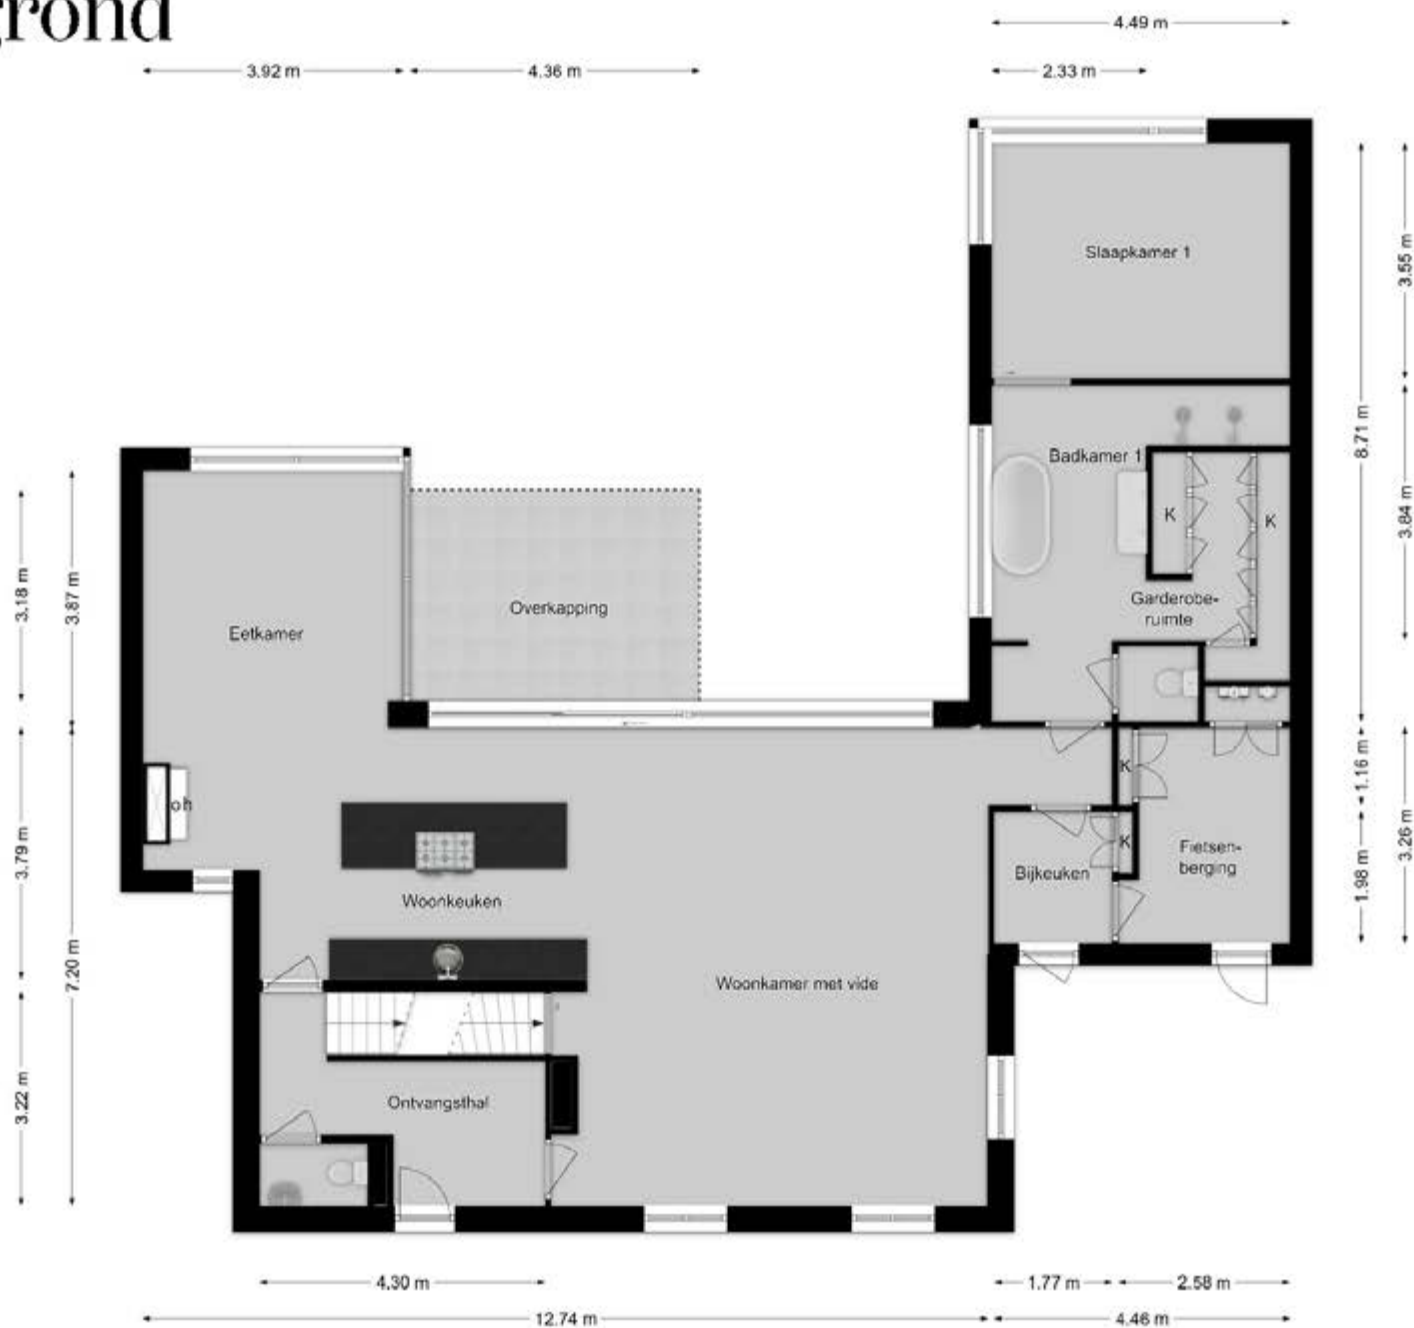 grond
4.49 m
3.92 m
4.36 m
2.33 m
Slaapkamer 1
3.55 m
8.71 m
Badkamer 1
K
K
3.84 m
3.18 m
3.87 m
Eetkamer
Overkapping
Garderobe-
ruimte
oh
K
1.16 m
3.79 m
Woonkeuken
Bijkeuken
K
Fietsen-
berging
1.98 m
3.26 m
7.20 m
Woonkamer met vide
3.22 m
Ontvangsthal
4.30 m
1.77 m
2.58 m
12.74 m
4.46 m